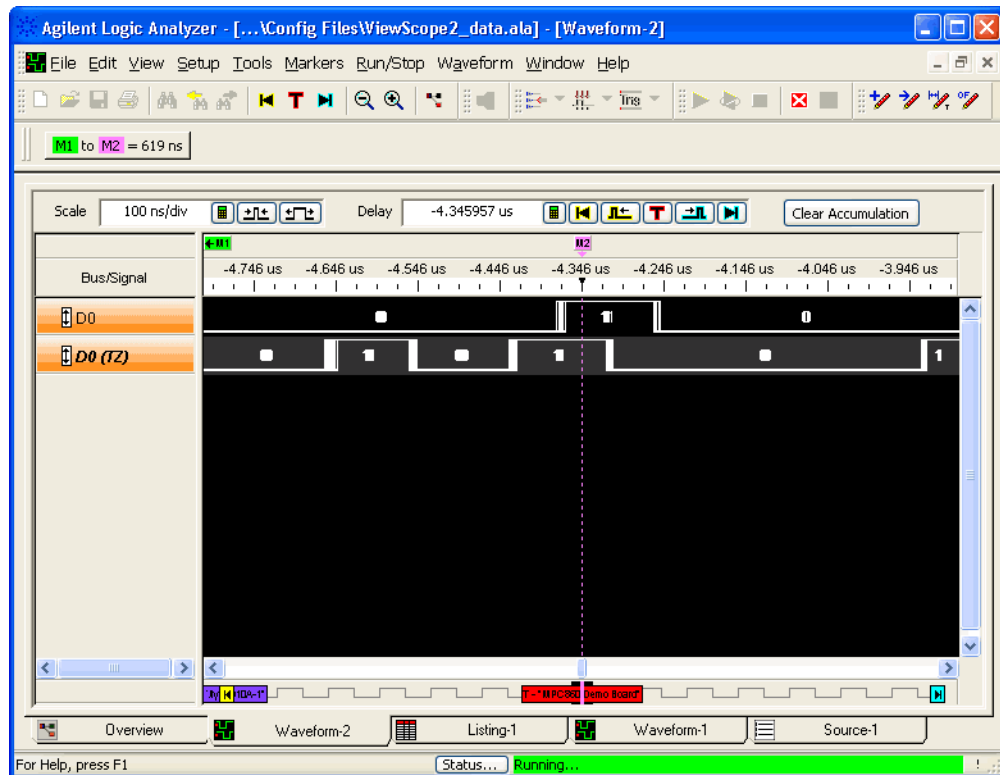 Agilent Logic Analyzer - [...\Config Files\ViewScope2_data.ala] - [Waveform-2]
File Edit View Setup Tools Markers Run/Stop Waveform Window Help
M1 to M2 = 619 ns
Scale 100 ns/div Delay -4.345957 us Clear Accumulation
M1 M2
Bus/Signal -4.746 us -4.646 us -4.546 us -4.446 us -4.346 us -4.246 us -4.146 us -4.046 us -3.946 us
D0 0 1 0
D0 (TZ) 0 1 0 1 0 1
Demo Board"
Overview Waveform-2 Listing-1 Waveform-1 Source-1
For Help, press F1 Status... Running... !